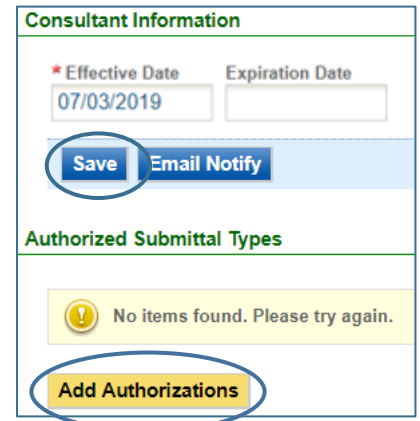 Consultant Information
* Effective Date Expiration Date
07/03/2019
Save Email Notify
Authorized Submittal Types
No items found. Please try again.
Add Authorizations